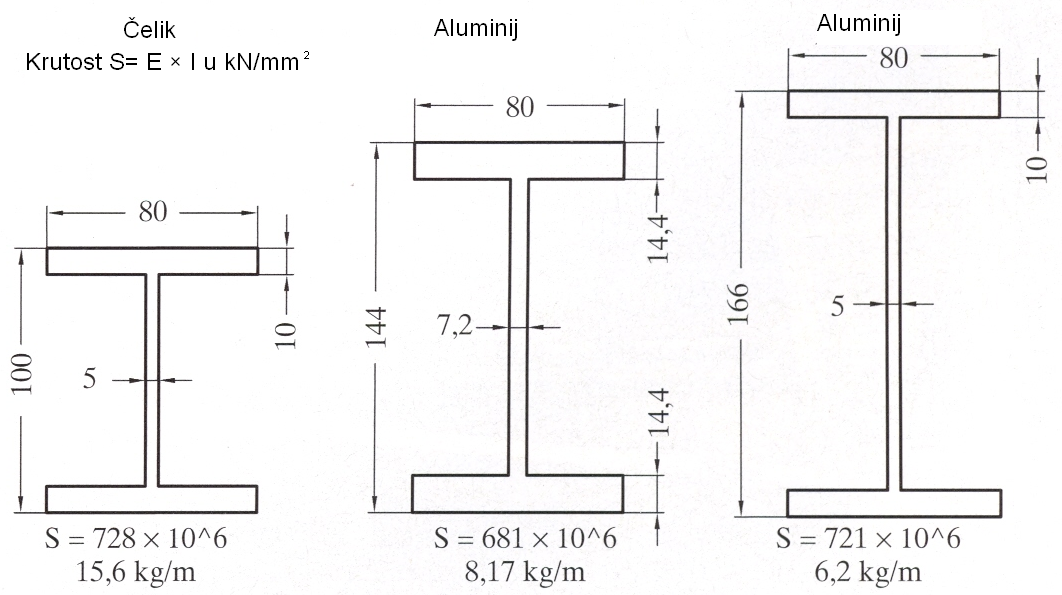 Čelik
Krutost S= E × I u kN/mm²
80
10
100
5
S = 728 × 10^6
15,6 kg/m
Aluminij
80
14,4
144
7,2
14,4
S = 681 × 10^6
8,17 kg/m
Aluminij
80
10
166
5
S = 721 × 10^6
6,2 kg/m